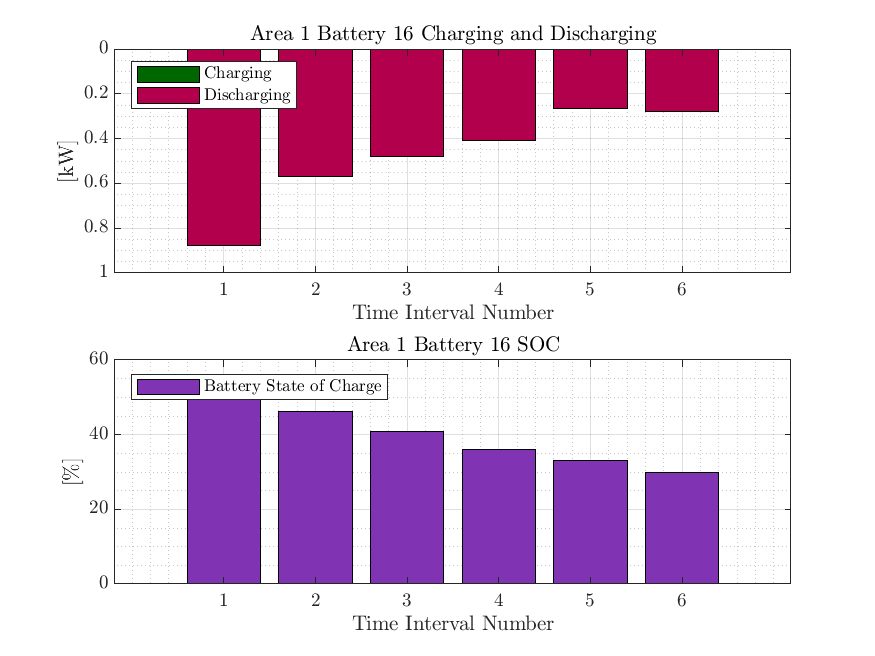 Area 1 Battery 16 Charging and Discharging
0
0.2
0.4
0.6
0.8
1
[kW]
Charging
Discharging
1 2 3 4 5 6
Time Interval Number
Area 1 Battery 16 SOC
60
40
20
0
[%]
Battery State of Charge
1 2 3 4 5 6
Time Interval Number